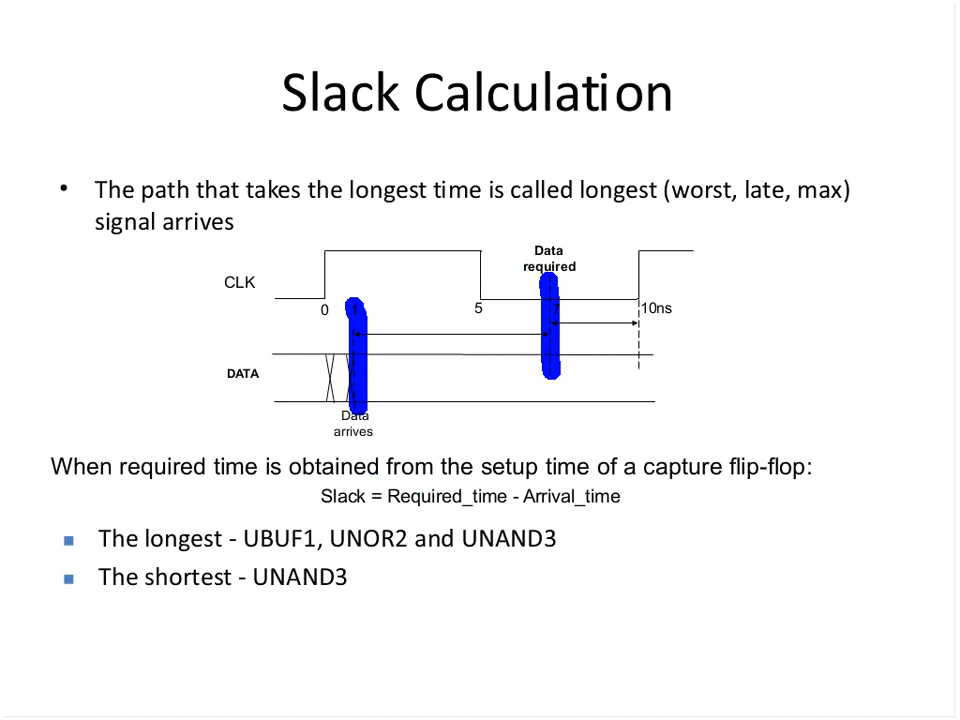 Slack Calculation
• The path that takes the longest time is called longest (worst, late, max)
signal arrives
Data
required
CLK
0 1 5 7 10ns
DATA
Data
arrives
When required time is obtained from the setup time of a capture flip-flop:
Slack = Required_time - Arrival_time
The longest - UBUF1, UNOR2 and UNAND3
The shortest - UNAND3